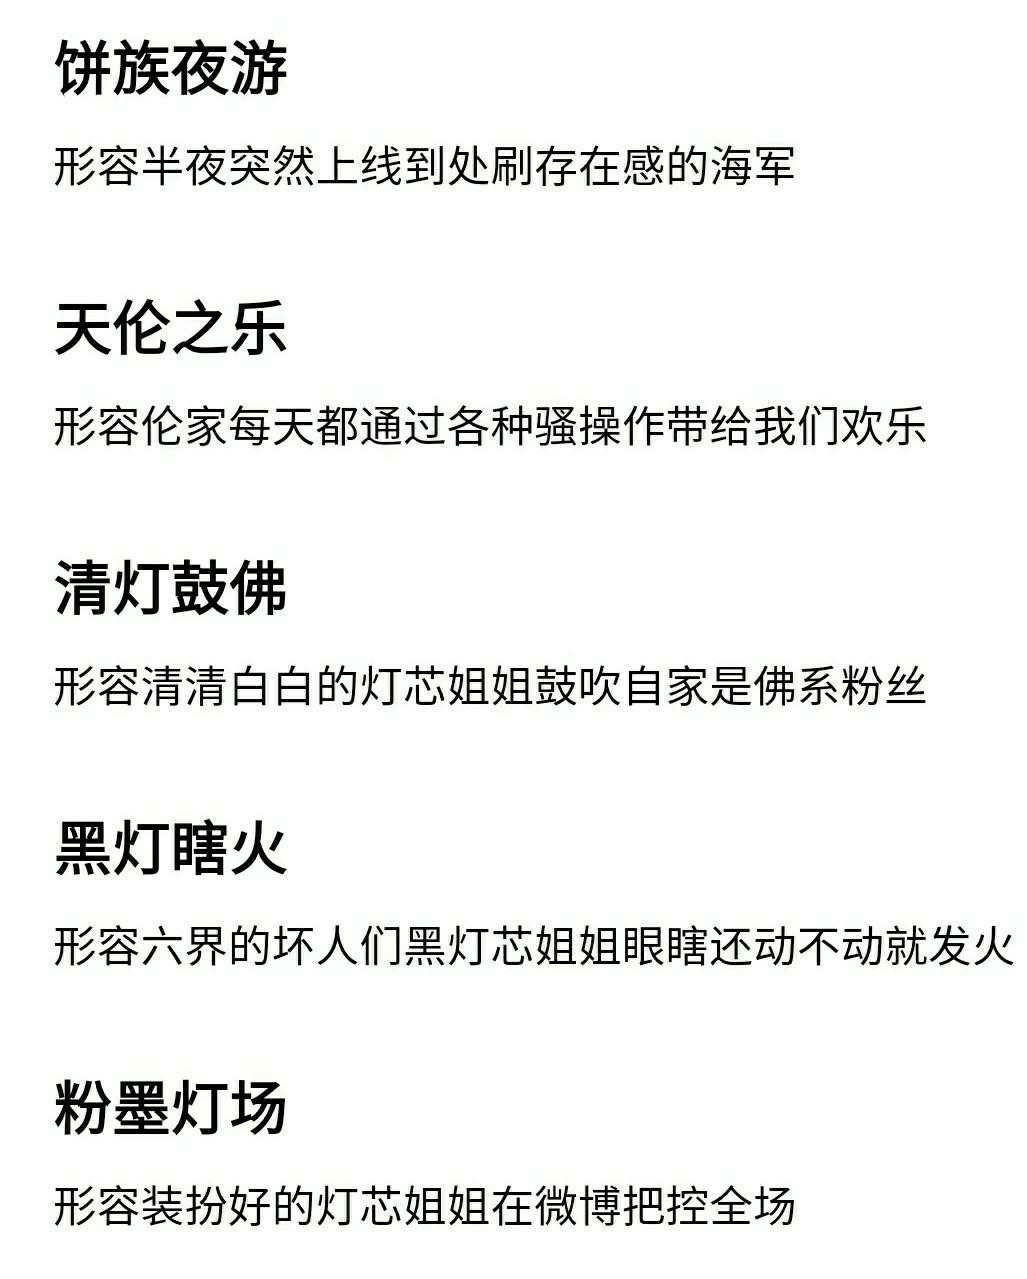 饼族夜游
形容半夜突然上线到处刷存在感的海军
天伦之乐
形容伦家每天都通过各种骚操作带给我们欢乐
清灯鼓佛
形容清清白白的灯芯姐姐鼓吹自家是佛系粉丝
黑灯瞎火
形容六界的坏人们黑灯芯姐姐眼瞎还动不动就发火
粉墨灯场
形容装扮好的灯芯姐姐在微博把控全场